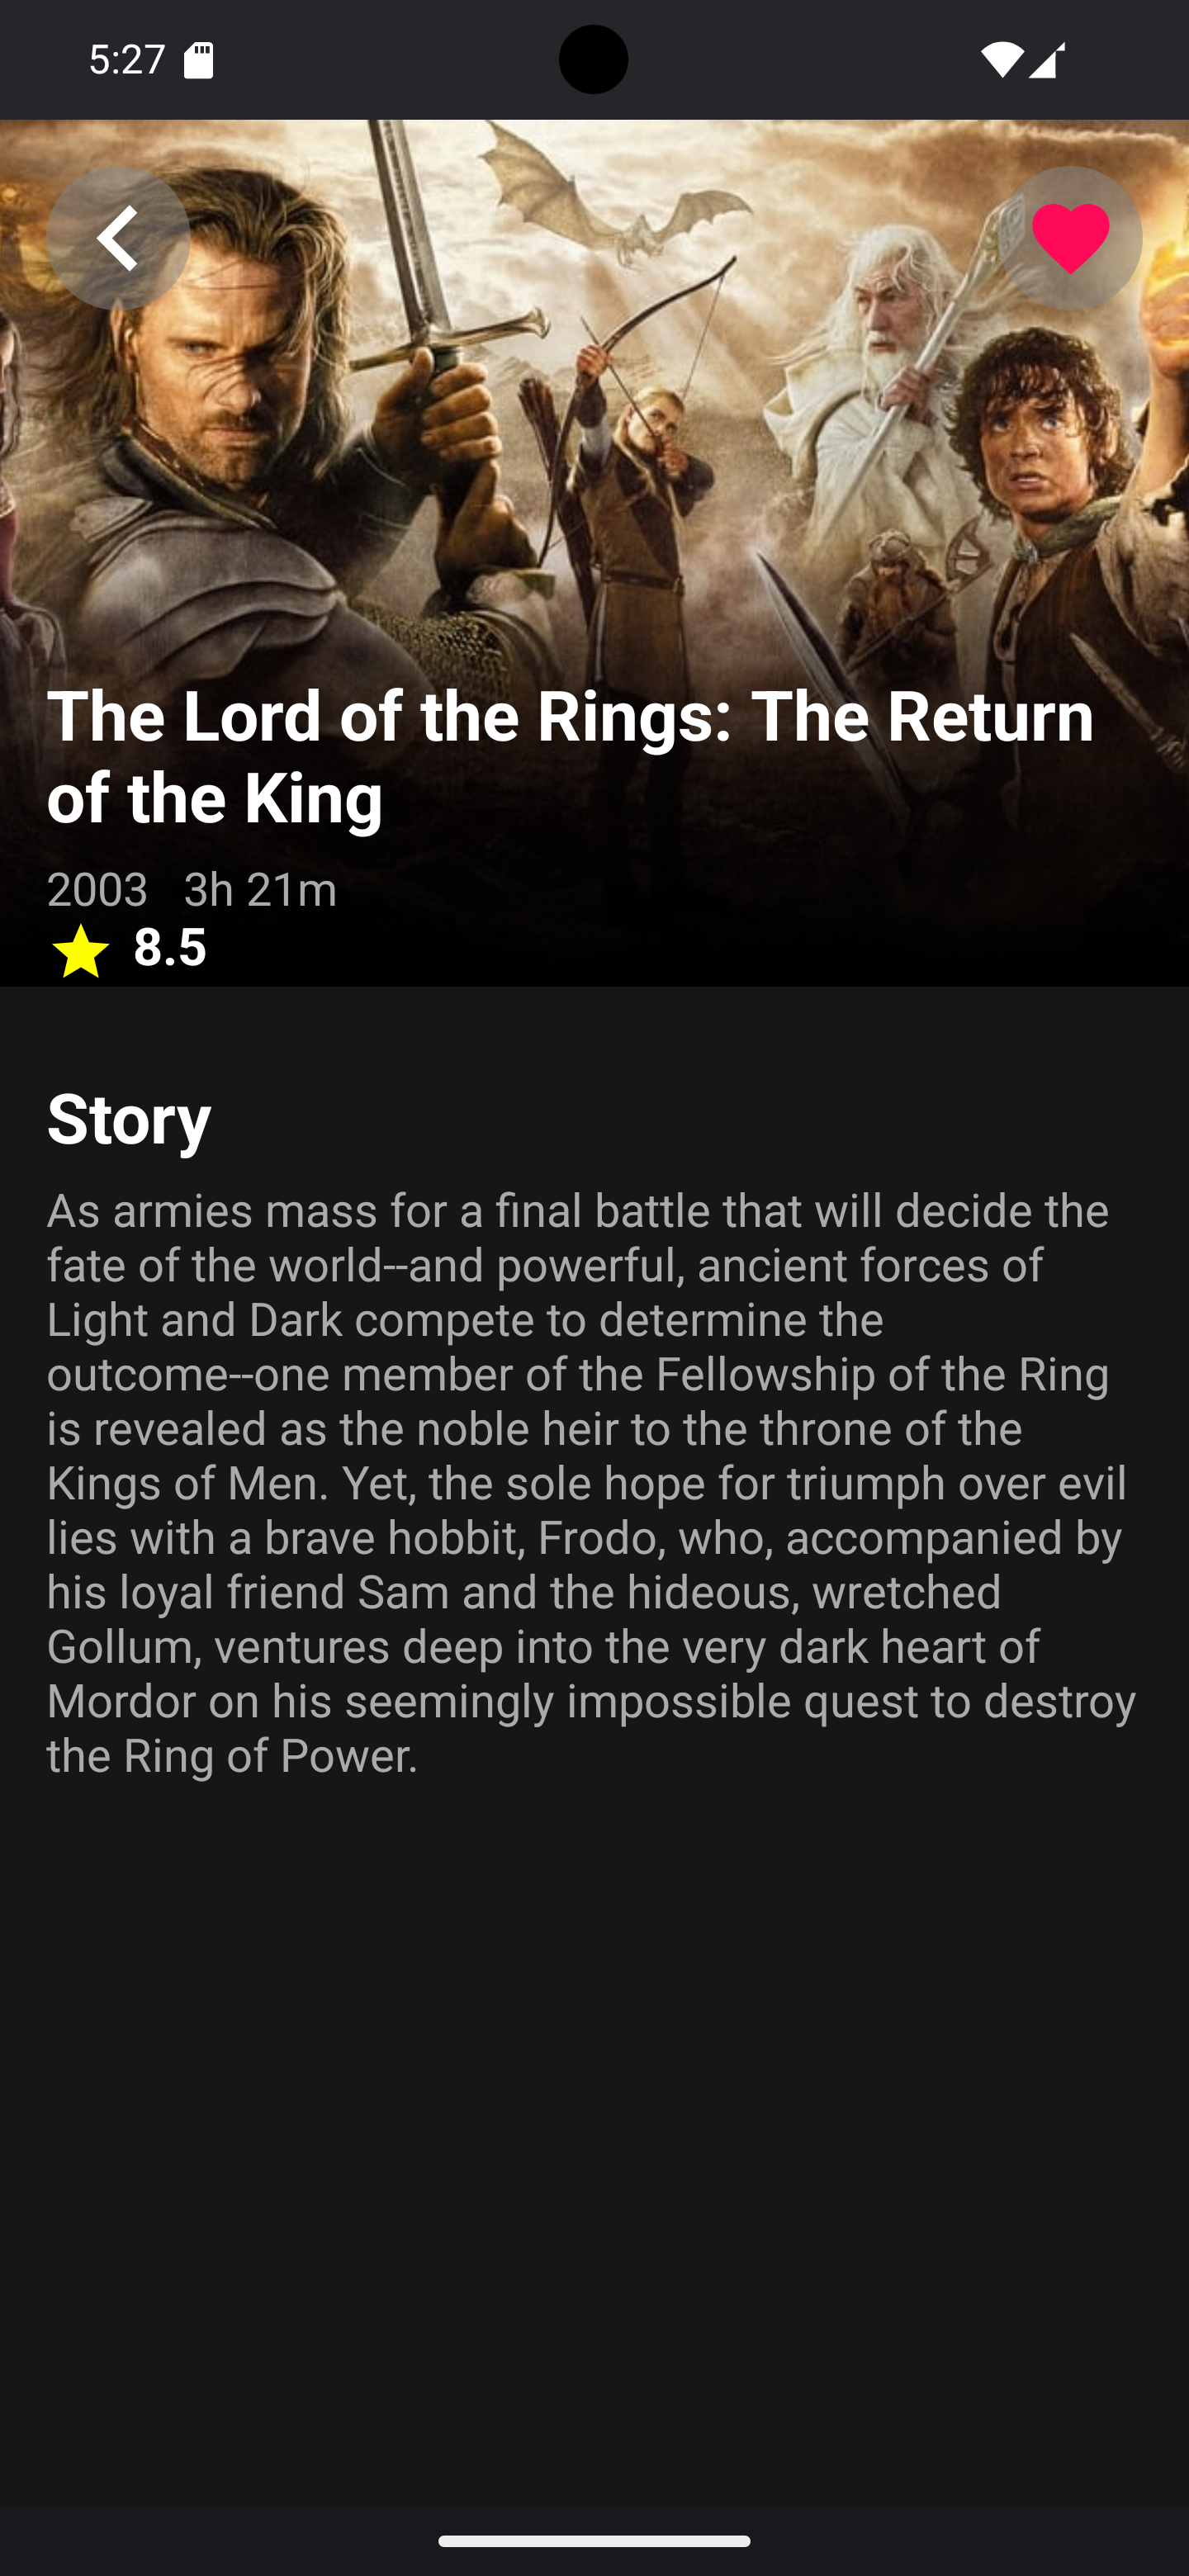 5:27
The Lord of the Rings: The Return
of the King
2003 3h 21m
8.5
Story
As armies mass for a final battle that will decide the
fate of the world--and powerful, ancient forces of
Light and Dark compete to determine the
outcome--one member of the Fellowship of the Ring
is revealed as the noble heir to the throne of the
Kings of Men. Yet, the sole hope for triumph over evil
lies with a brave hobbit, Frodo, who, accompanied by
his loyal friend Sam and the hideous, wretched
Gollum, ventures deep into the very dark heart of
Mordor on his seemingly impossible quest to destroy
the Ring of Power.